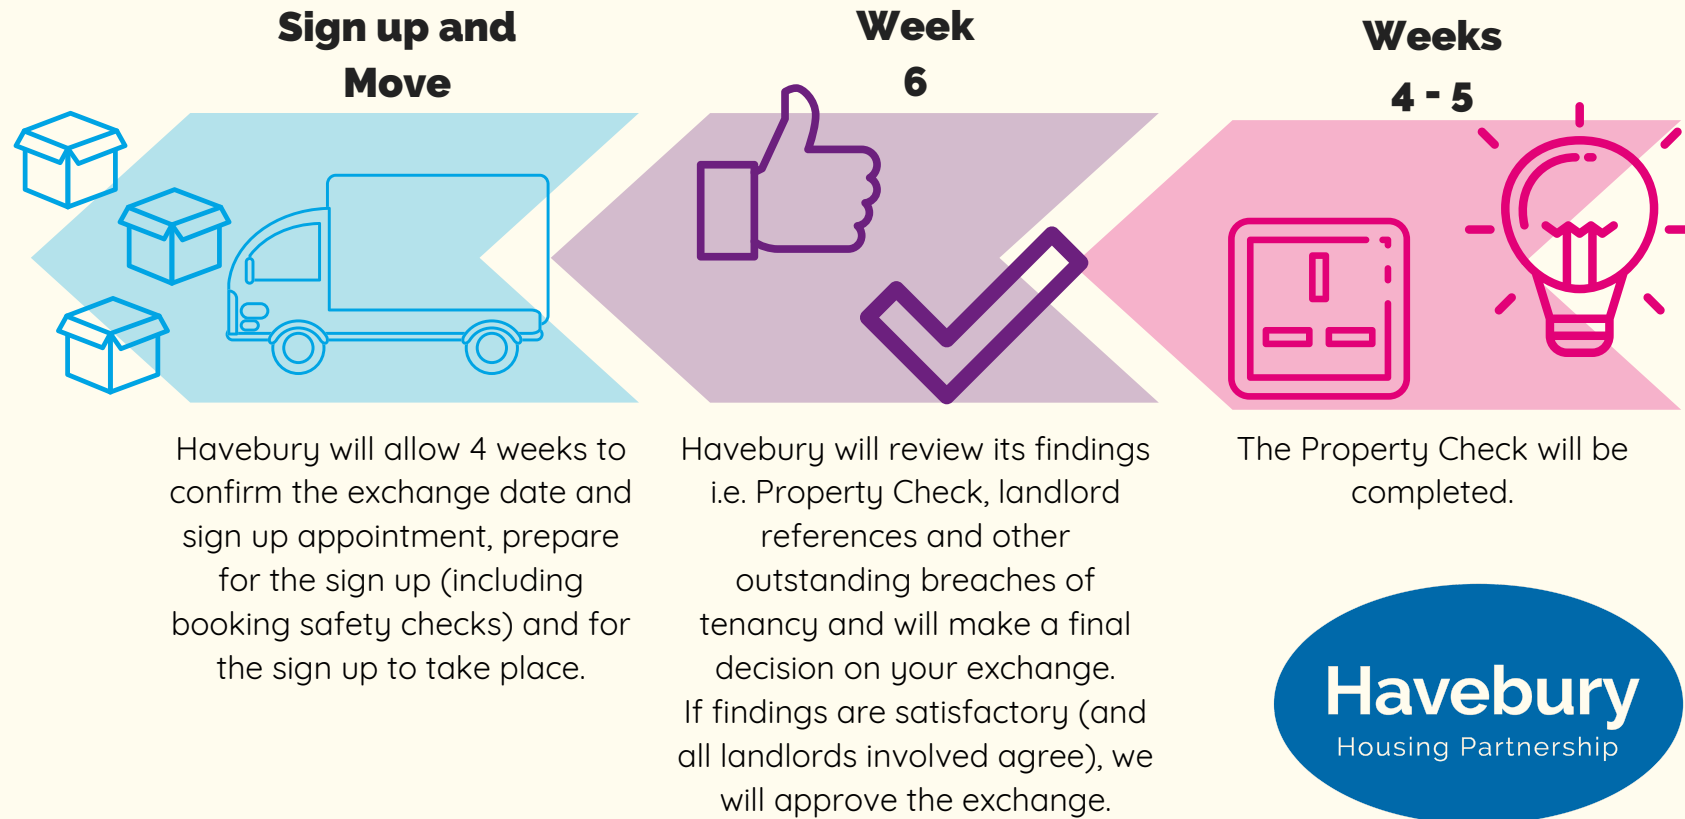 Sign up and
Move
Havebury will allow 4 weeks to
confirm the exchange date and
sign up appointment, prepare
for the sign up (including
booking safety checks) and for
the sign up to take place.
Week
6
Havebury will review its findings
i.e. Property Check, landlord
references and other
outstanding breaches of
tenancy and will make a final
decision on your exchange.
If findings are satisfactory (and
all landlords involved agree), we
will approve the exchange.
Weeks
4 - 5
The Property Check will be
completed.
Havebury
Housing Partnership